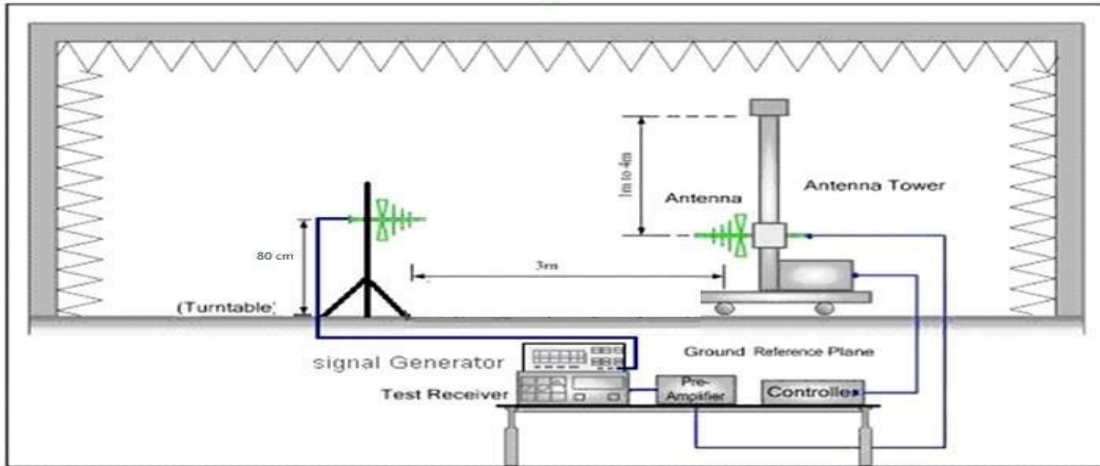 1m to 4m
Antenna
Antenna Tower
80 cm
3m
(Turntable)
signal Generator
Ground Reference Plane
Test Receiver
Pre-
Amplifier
Controller